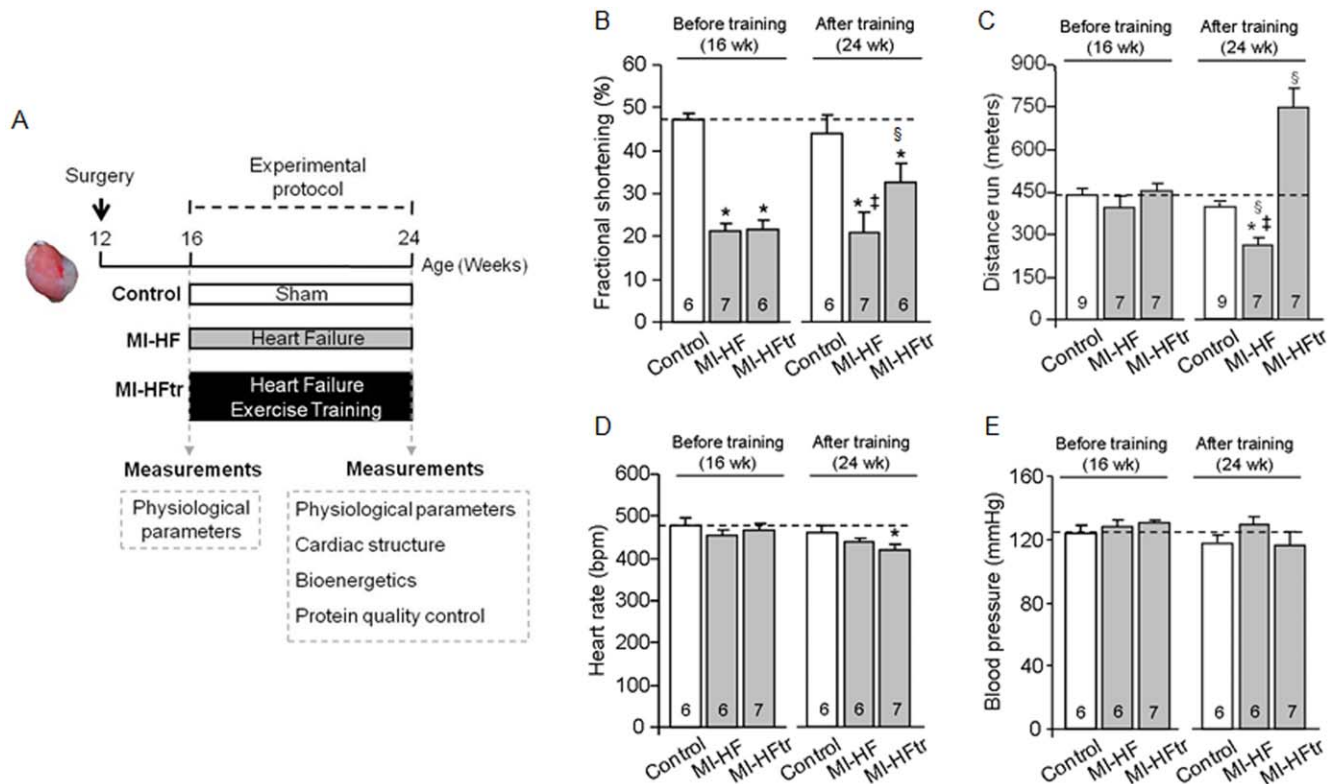 A
Surgery
Experimental
protocol
12
16
24
Age (Weeks)
Control
Sham
MI-HF
Heart Failure
MI-HFtr
Heart Failure
Exercise Training
Measurements
Physiological
parameters
Measurements
Physiological parameters
Cardiac structure
Bioenergetics
Protein quality control
B
Before training
(16 wk)
After training
(24 wk)
Fractional shortening (%)
60
50
40
30
20
10
0
* * * ‡ § *
6 7 6 6 7 6
Control MI-HF MI-HFtr Control MI-HF MI-HFtr
C
Before training
(16 wk)
After training
(24 wk)
Distance run (meters)
900
750
600
450
300
150
0
§ * ‡ §
9 7 7 9 7 7
Control MI-HF MI-HFtr Control MI-HF MI-HFtr
D
Before training
(16 wk)
After training
(24 wk)
Heart rate (bpm)
600
500
400
300
200
100
0
*
6 6 7 6 6 7
Control MI-HF MI-HFtr Control MI-HF MI-HFtr
E
Before training
(16 wk)
After training
(24 wk)
Blood pressure (mmHg)
160
120
80
40
0
6 6 7 6 6 7
Control MI-HF MI-HFtr Control MI-HF MI-HFtr